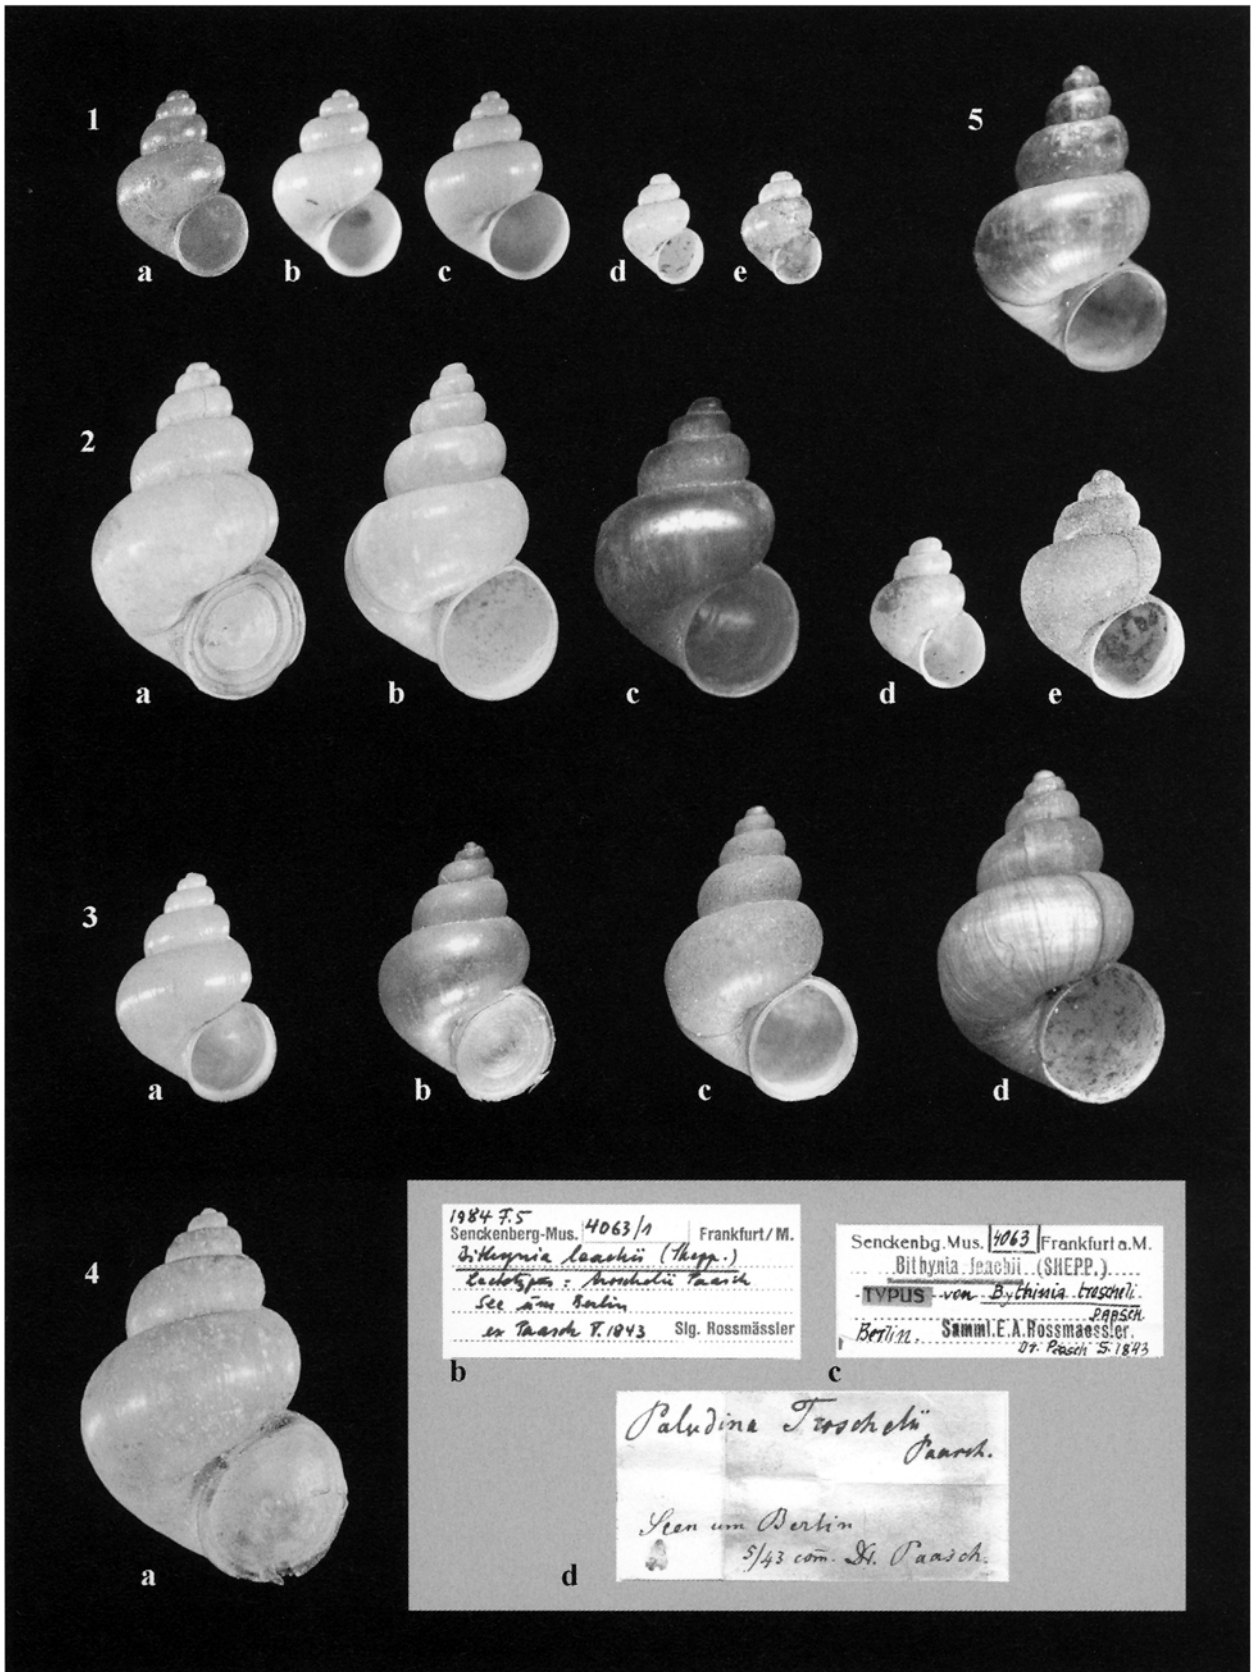 1
5
a
b
c
d
e
2
a
b
c
d
e
3
a
b
c
d
4
a
1984 F.5
Senckenberg-Mus. 4063/1 Frankfurt/M.
Bithynia leachii (Shepp.)
Lectotypus: troschelii Paasch
See um Berlin
ex Paasch V.1843 Slg. Rossmässler
b
Senckenbg.Mus. 4063 Frankfurt a.M.
Bithynia leachii (SHEPP.)
TYPUS von Bythinia troscheli
Paasch.
Berlin. Samml.E.A.Rossmaessler.
Dr. Paasch 5.1843
c
Paludina Troschelii
Paasch.
Seen um Berlin
5/43 com. Dr. Paasch.
d